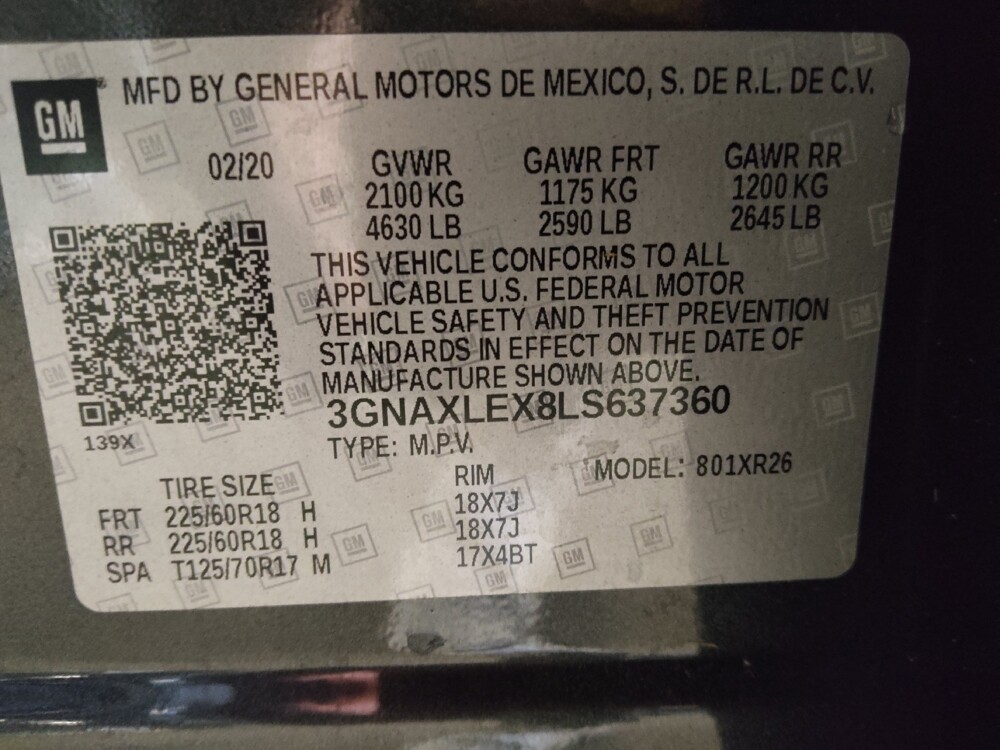 GM
MFD BY GENERAL MOTORS DE MEXICO, S. DE R.L. DE C.V.
02/20
GVWR GAWR FRT GAWR RR
2100 KG 1175 KG 1200 KG
4630 LB 2590 LB 2645 LB
THIS VEHICLE CONFORMS TO ALL
APPLICABLE U.S. FEDERAL MOTOR
VEHICLE SAFETY AND THEFT PREVENTION
STANDARDS IN EFFECT ON THE DATE OF
MANUFACTURE SHOWN ABOVE.
3GNAXLEX8LS637360
139X
TYPE: M.P.V.
MODEL: 801XR26
TIRE SIZE RIM
FRT 225/60R18 H 18X7J
RR 225/60R18 H 18X7J
SPA T125/70R17 M 17X4BT